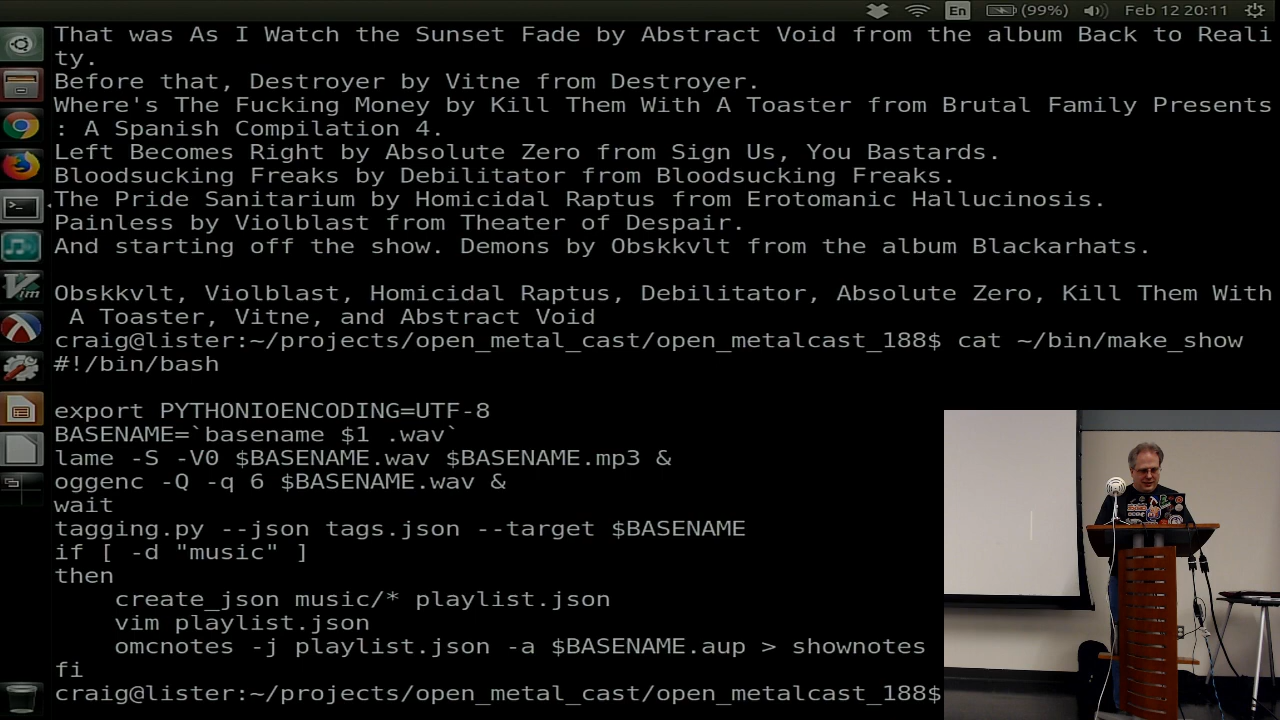 En (99%) Feb 12 20:11
That was As I Watch the Sunset Fade by Abstract Void from the album Back to Reali
ty.
Before that, Destroyer by Vitne from Destroyer.
Where's The Fucking Money by Kill Them With A Toaster from Brutal Family Presents
: A Spanish Compilation 4.
Left Becomes Right by Absolute Zero from Sign Us, You Bastards.
Bloodsucking Freaks by Debilitator from Bloodsucking Freaks.
The Pride Sanitarium by Homicidal Raptus from Erotomanic Hallucinosis.
Painless by Violblast from Theater of Despair.
And starting off the show. Demons by Obskkvlt from the album Blackarhats.
Obskkvlt, Violblast, Homicidal Raptus, Debilitator, Absolute Zero, Kill Them With
A Toaster, Vitne, and Abstract Void
craig@lister:~/projects/open_metal_cast/open_metalcast_188$ cat ~/bin/make_show
#!/bin/bash
export PYTHONIOENCODING=UTF-8
BASENAME=`basename $1 .wav`
lame -S -V0 $BASENAME.wav $BASENAME.mp3 &
oggenc -Q -q 6 $BASENAME.wav &
wait
tagging.py --json tags.json --target $BASENAME
if [ -d "music" ]
then
    create_json music/* playlist.json
    vim playlist.json
    omcnotes -j playlist.json -a $BASENAME.aup > shownotes
fi
craig@lister:~/projects/open_metal_cast/open_metalcast_188$